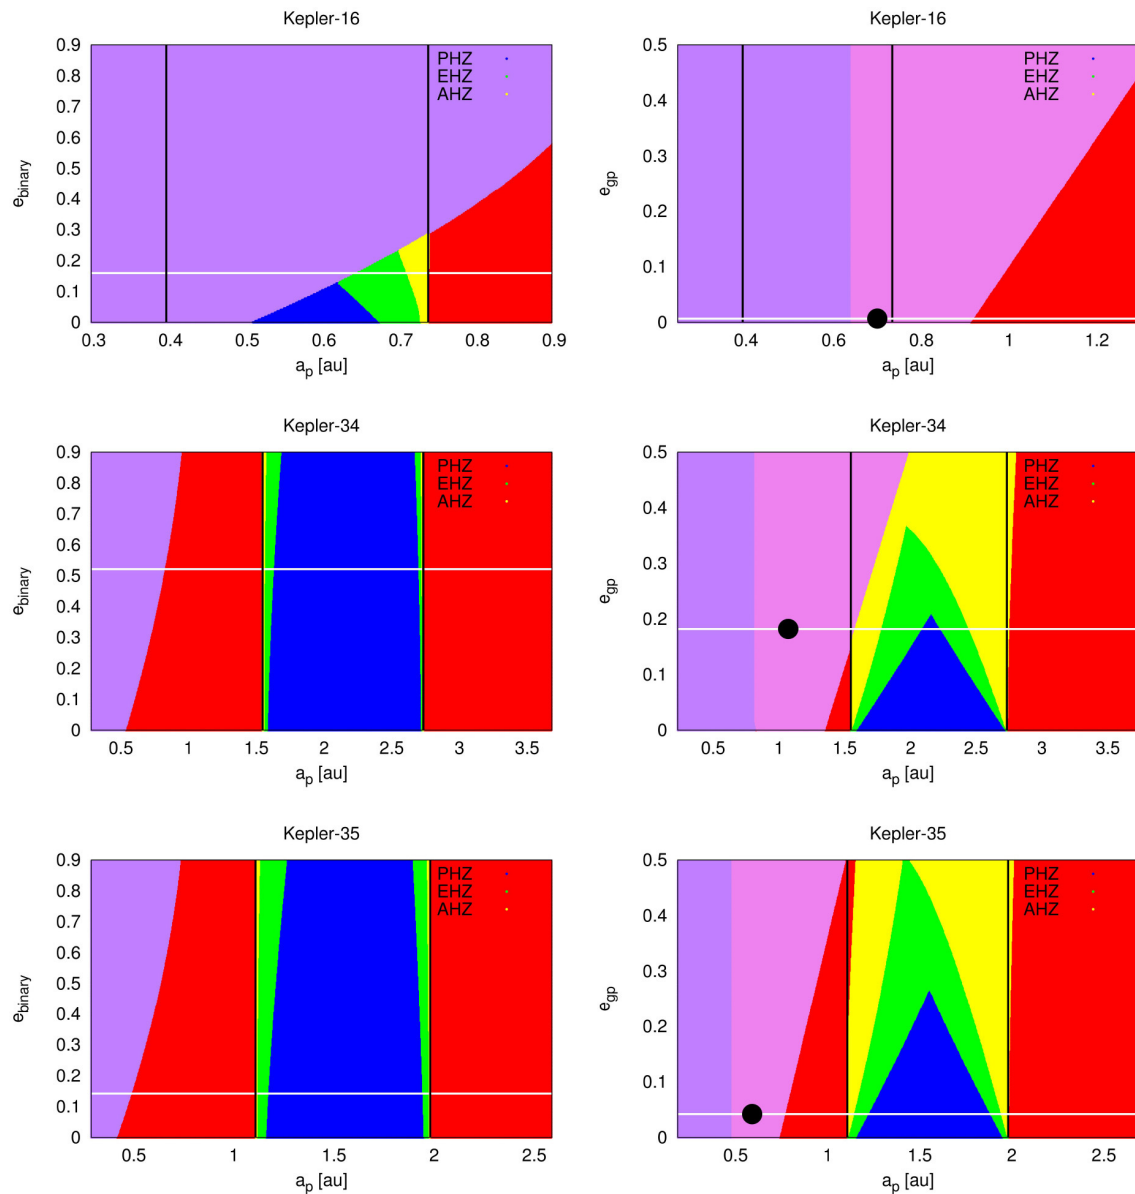 Kepler-16
0.9
0.8
0.7
0.6
0.5
0.4
0.3
0.2
0.1
0
e_binary
PHZ
EHZ
AHZ
0.3 0.4 0.5 0.6 0.7 0.8 0.9
a_p [au]
Kepler-16
0.5
0.4
0.3
0.2
0.1
0
e_gp
PHZ
EHZ
AHZ
0.4 0.6 0.8 1 1.2
a_p [au]
Kepler-34
0.9
0.8
0.7
0.6
0.5
0.4
0.3
0.2
0.1
0
e_binary
PHZ
EHZ
AHZ
0.5 1 1.5 2 2.5 3 3.5
a_p [au]
Kepler-34
0.5
0.4
0.3
0.2
0.1
0
e_gp
PHZ
EHZ
AHZ
0.5 1 1.5 2 2.5 3 3.5
a_p [au]
Kepler-35
0.9
0.8
0.7
0.6
0.5
0.4
0.3
0.2
0.1
0
e_binary
PHZ
EHZ
AHZ
0.5 1 1.5 2 2.5
a_p [au]
Kepler-35
0.5
0.4
0.3
0.2
0.1
0
e_gp
PHZ
EHZ
AHZ
0.5 1 1.5 2 2.5
a_p [au]